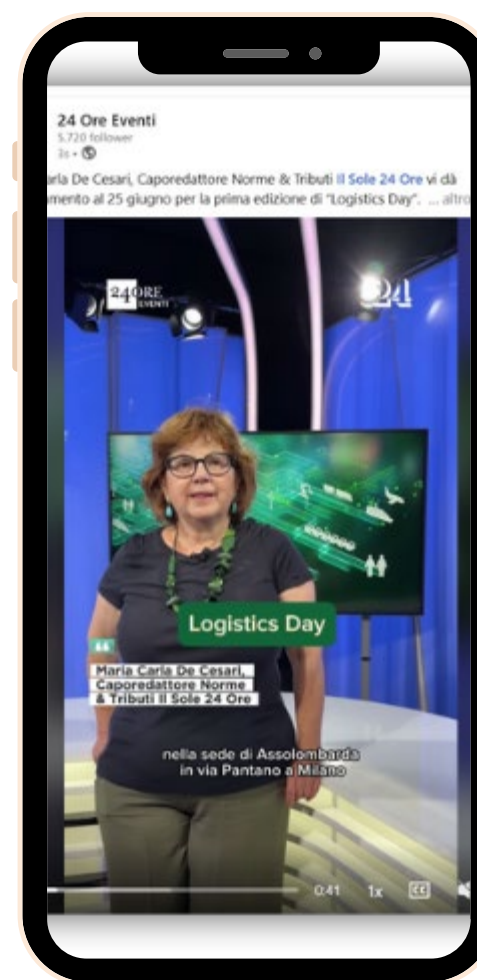 24 Ore Eventi
5.720 follower
3s •
arla De Cesari, Caporedattore Norme & Tributi Il Sole 24 Ore vi dà
mento al 25 giugno per la prima edizione di "Logistics Day". ... altro
24 ORE
EVENTI
24
Logistics Day
Maria Carla De Cesari,
Caporedattore Norme
& Tributi Il Sole 24 Ore
nella sede di Assolombarda
in via Pantano a Milano
0:41 1x CC